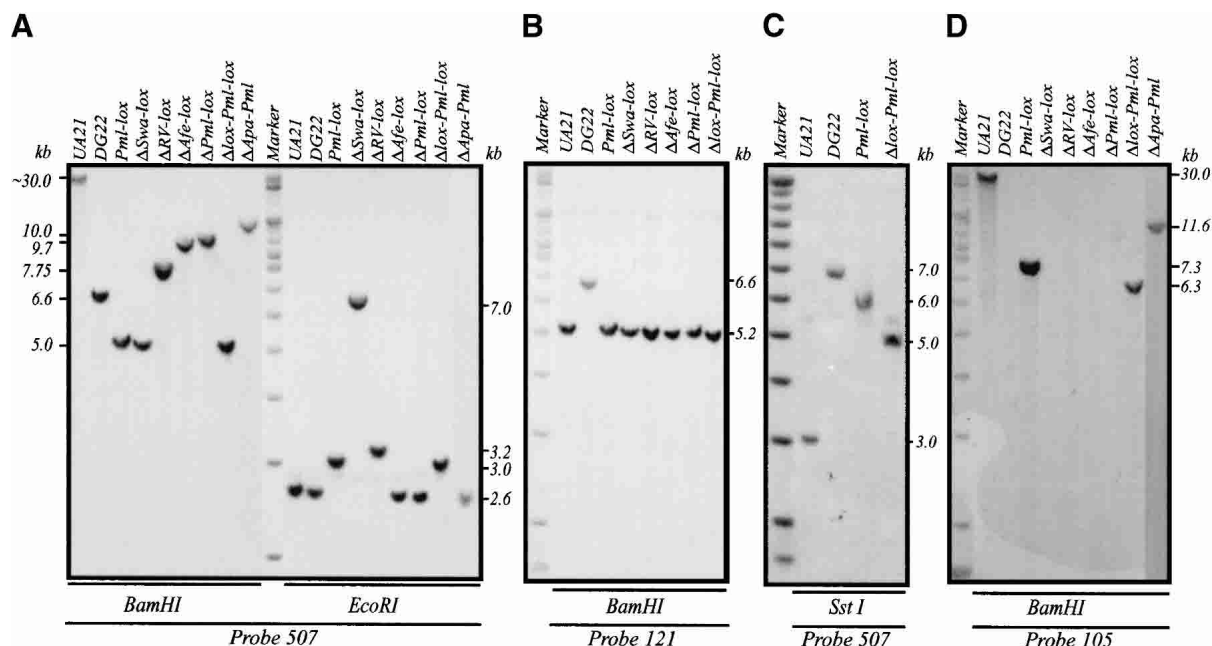 A
kb
UA21
DG22
Pml-lox
ΔSwa-lox
ΔRV-lox
ΔAfe-lox
ΔPml-lox
Δlox-Pml-lox
ΔApa-Pml
Marker
UA21
DG22
Pml-lox
ΔSwa-lox
ΔRV-lox
ΔAfe-lox
ΔPml-lox
Δlox-Pml-lox
ΔApa-Pml
kb
~30.0
10.0
9.7
7.75
6.6
5.0
7.0
3.2
3.0
2.6
BamHI
EcoRI
Probe 507
B
Marker
UA21
DG22
Pml-lox
ΔSwa-lox
ΔRV-lox
ΔAfe-lox
ΔPml-lox
Δlox-Pml-lox
kb
6.6
5.2
BamHI
Probe 121
C
Marker
UA21
DG22
Pml-lox
Δlox-Pml-lox
kb
7.0
6.0
5.0
3.0
Sst I
Probe 507
D
Marker
UA21
DG22
Pml-lox
ΔSwa-lox
ΔRV-lox
ΔAfe-lox
ΔPml-lox
Δlox-Pml-lox
ΔApa-Pml
kb
30.0
11.6
7.3
6.3
BamHI
Probe 105